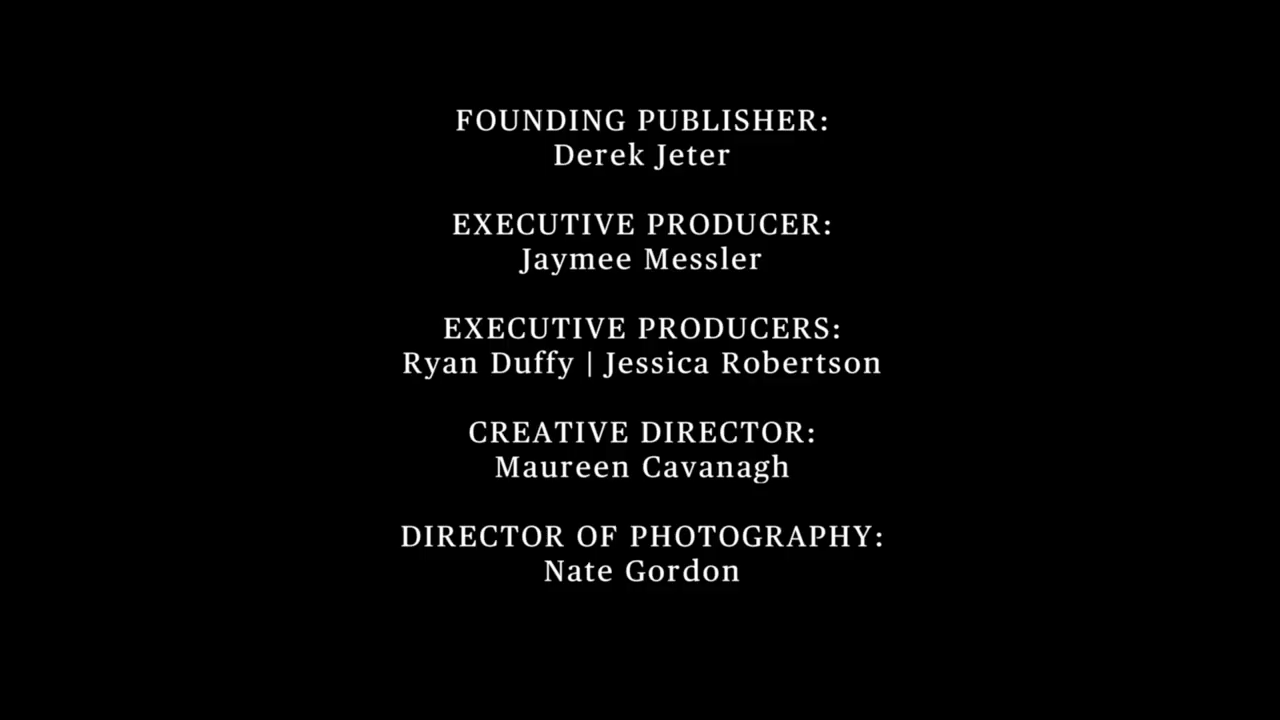 FOUNDING PUBLISHER:
Derek Jeter
EXECUTIVE PRODUCER:
Jaymee Messler
EXECUTIVE PRODUCERS:
Ryan Duffy | Jessica Robertson
CREATIVE DIRECTOR:
Maureen Cavanagh
DIRECTOR OF PHOTOGRAPHY:
Nate Gordon